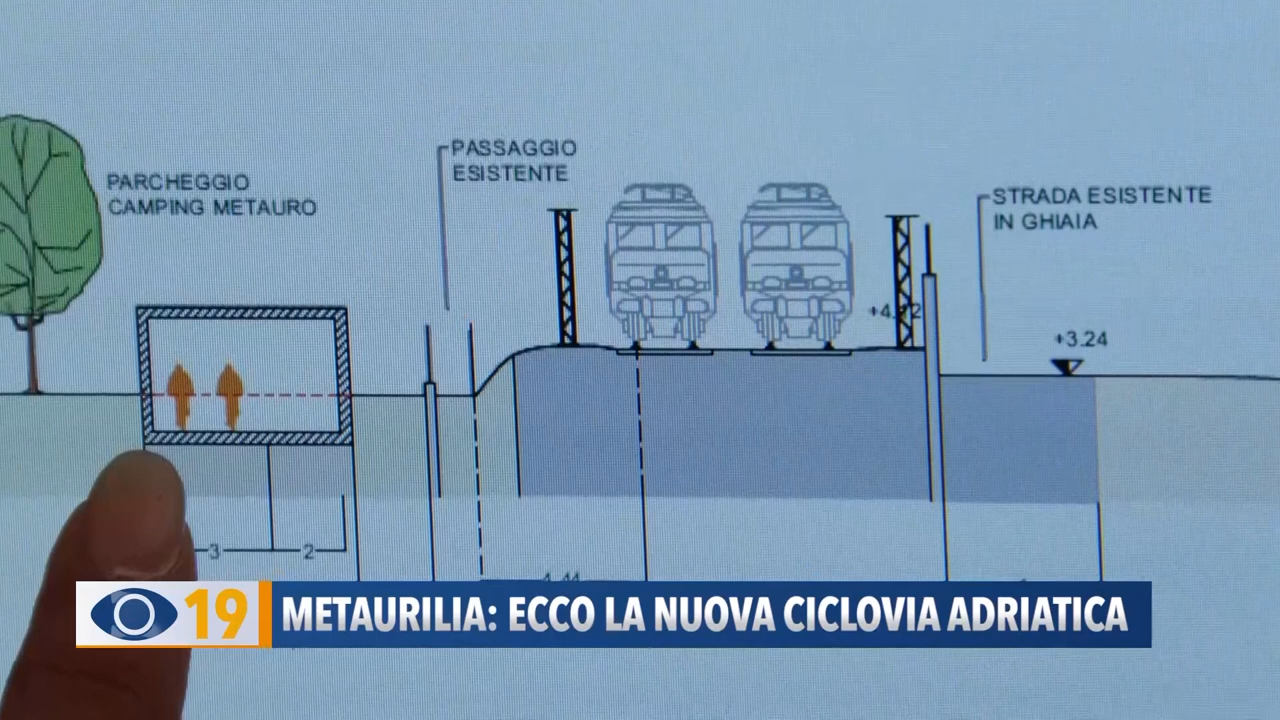 PASSAGGIO
ESISTENTE
PARCHEGGIO
CAMPING METAURO
STRADA ESISTENTE
IN GHIAIA
+3.24
3
2
19
METAURILIA: ECCO LA NUOVA CICLOVIA ADRIATICA